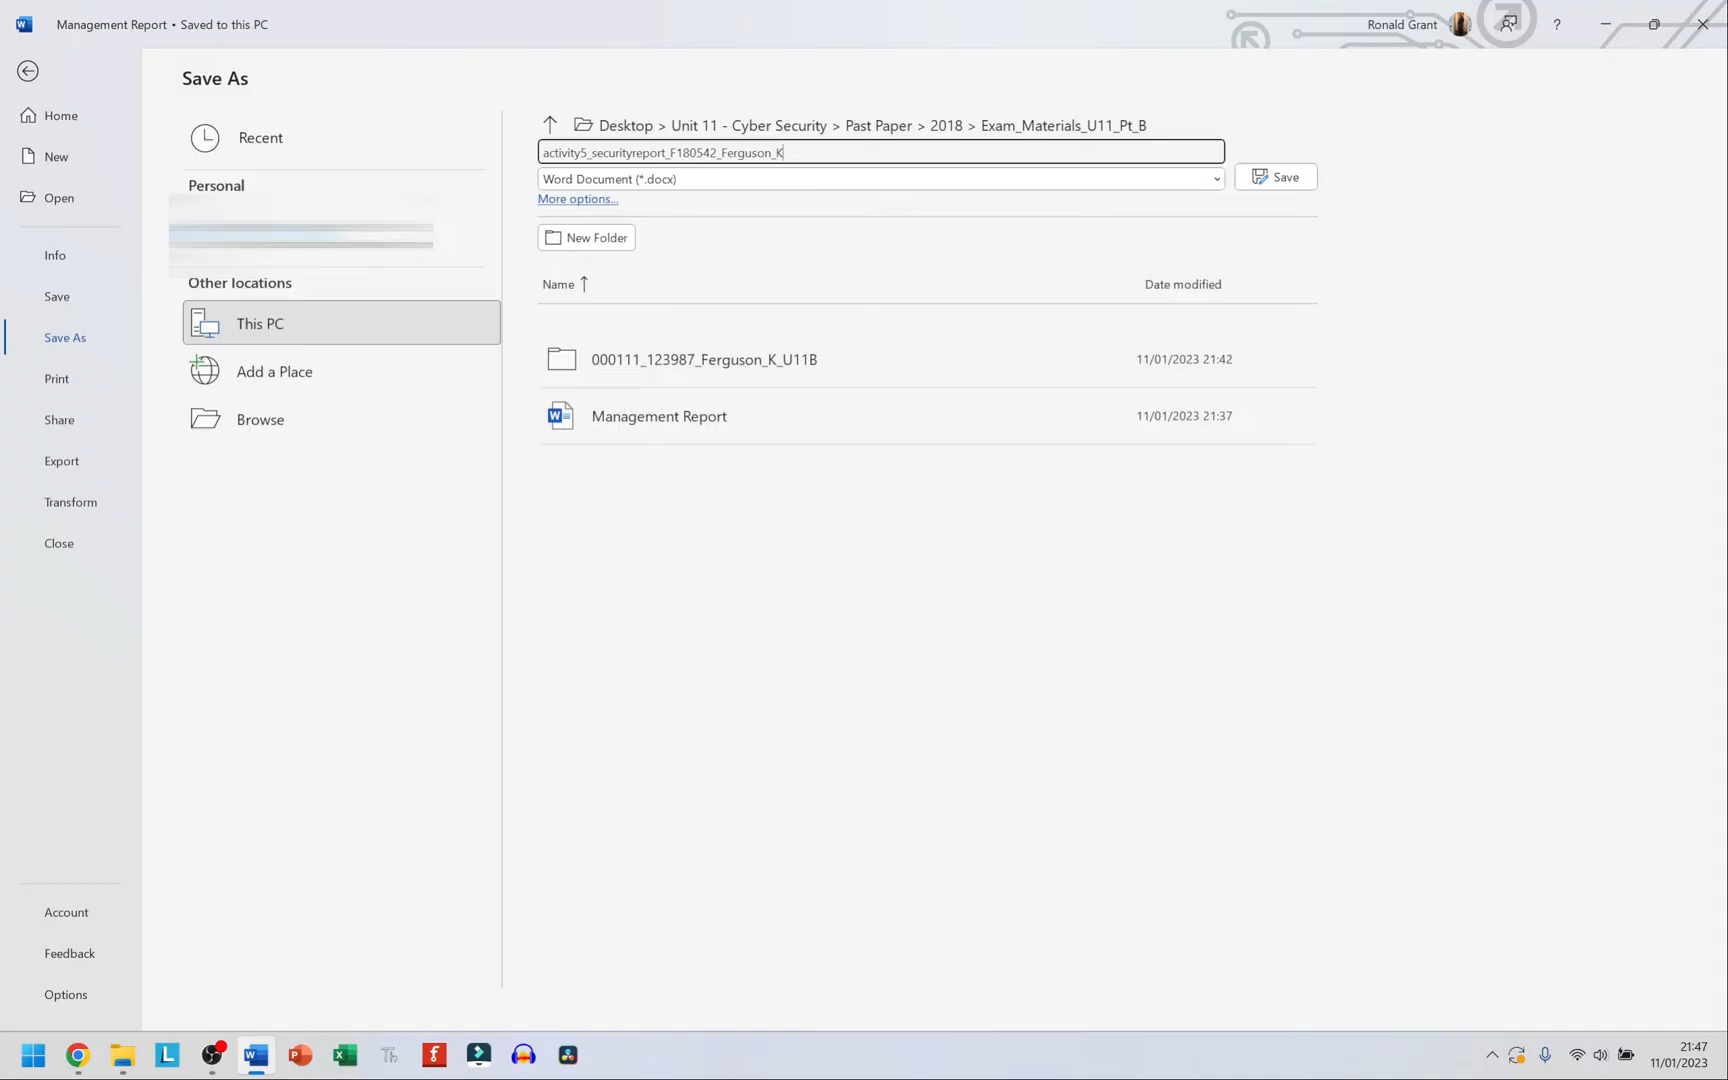 Management Report • Saved to this PC
Ronald Grant
?
Save As
Home
New
Open
Info
Save
Save As
Print
Share
Export
Transform
Close
Account
Feedback
Options
Recent
Personal
Other locations
This PC
Add a Place
Browse
Desktop > Unit 11 - Cyber Security > Past Paper > 2018 > Exam_Materials_U11_Pt_B
activity5_securityreport_F180542_Ferguson_K
Word Document (*.docx)
Save
More options...
New Folder
Name
Date modified
000111_123987_Ferguson_K_U11B
11/01/2023 21:42
Management Report
11/01/2023 21:37
21:47
11/01/2023